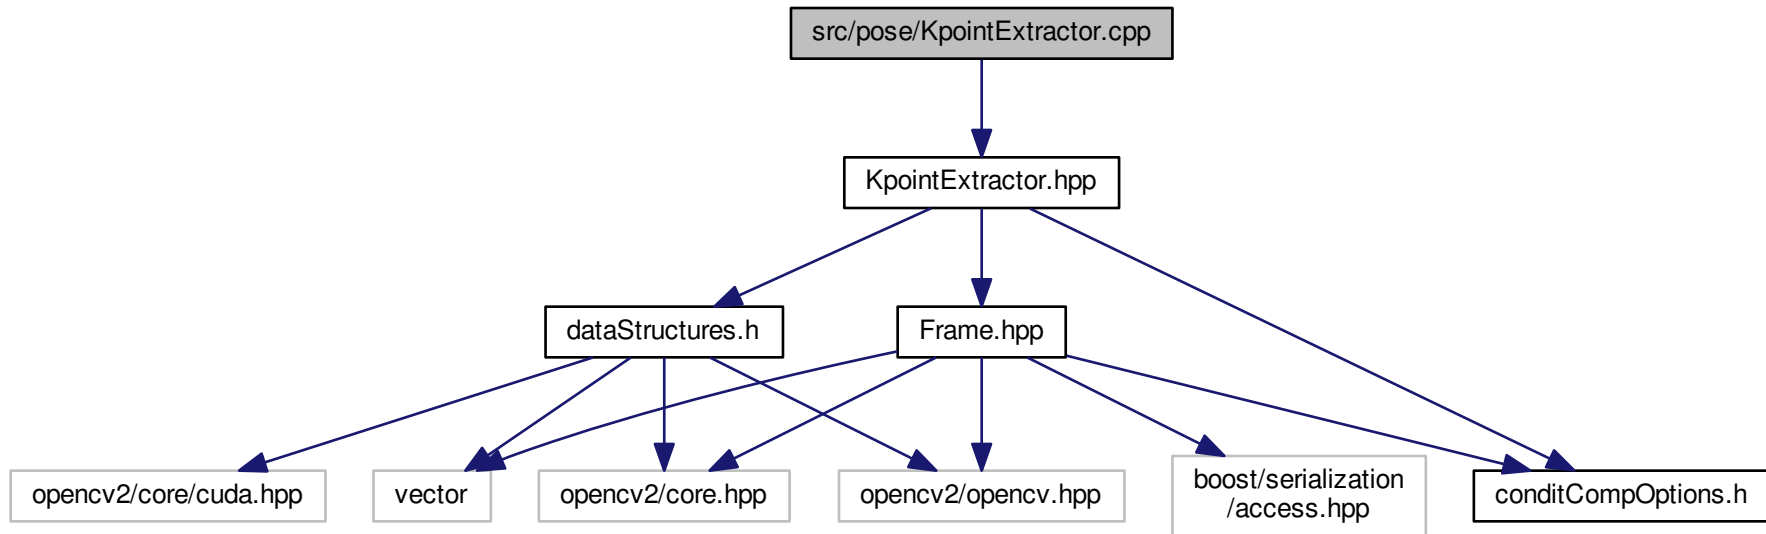 src/pose/KpointExtractor.cpp
KpointExtractor.hpp
dataStructures.h
Frame.hpp
opencv2/core/cuda.hpp
vector
opencv2/core.hpp
opencv2/opencv.hpp
boost/serialization
/access.hpp
conditCompOptions.h